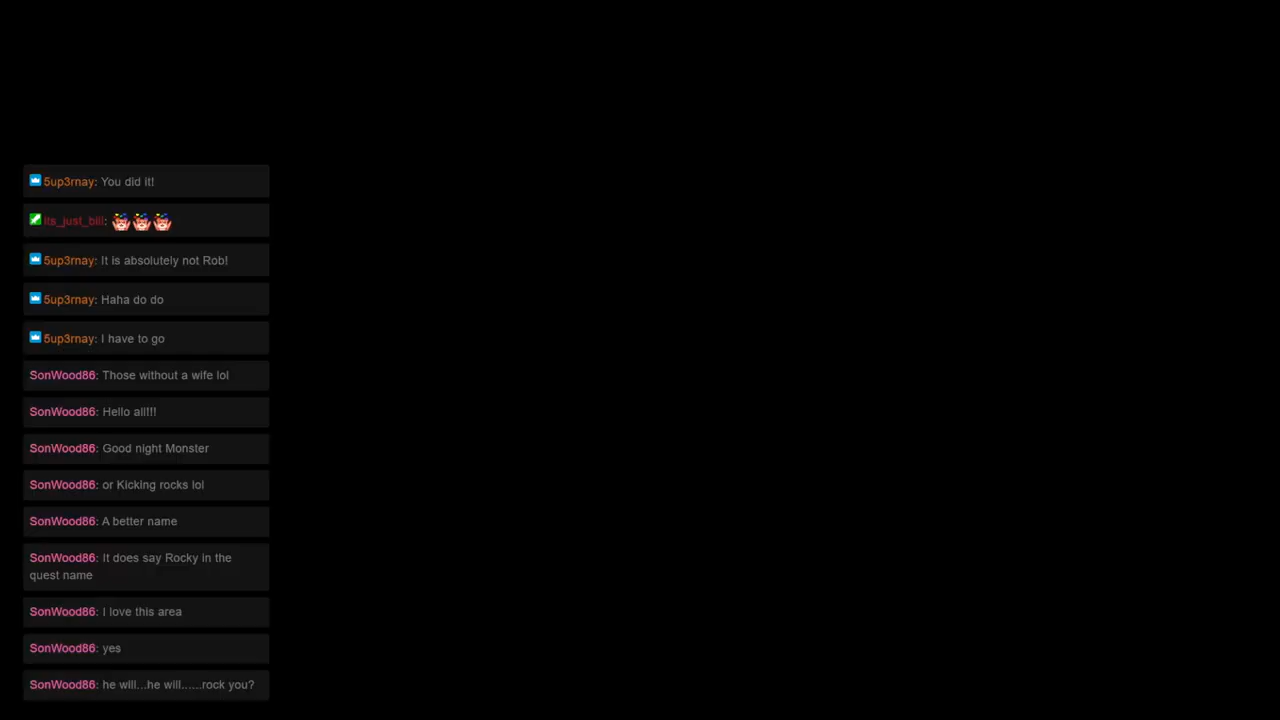 5up3rnay: You did it!
its_just_bill:
5up3rnay: It is absolutely not Rob!
5up3rnay: Haha do do
5up3rnay: I have to go
SonWood86: Those without a wife lol
SonWood86: Hello all!!!
SonWood86: Good night Monster
SonWood86: or Kicking rocks lol
SonWood86: A better name
SonWood86: It does say Rocky in the
quest name
SonWood86: I love this area
SonWood86: yes
SonWood86: he will...he will......rock you?